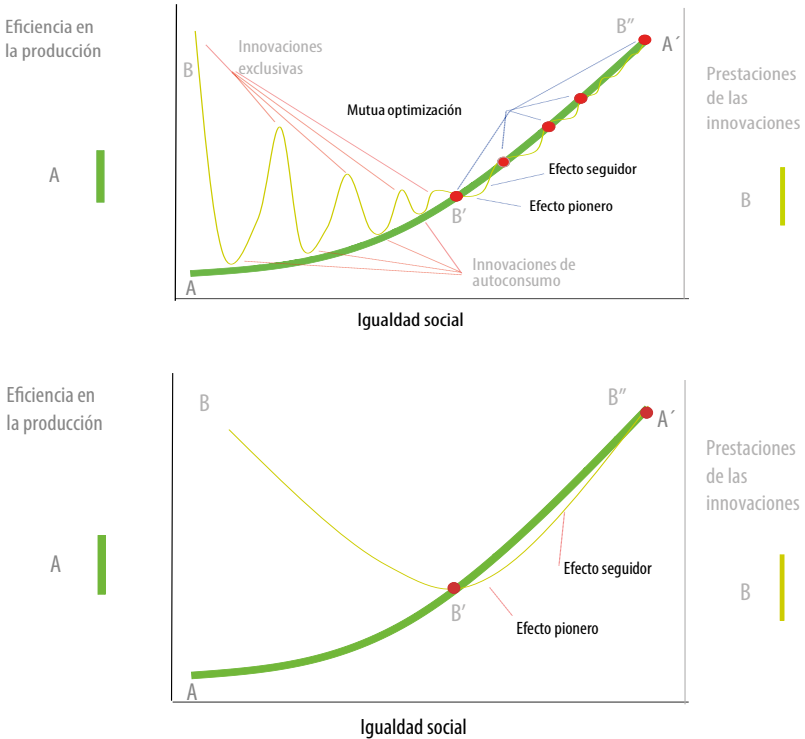 Eficiencia en
la producción
B
Innovaciones
exclusivas
Mutua optimización
B″
A´
Prestaciones
de las
innovaciones
A
Efecto seguidor
Efecto pionero
B′
B
Innovaciones de
autoconsumo
A
Igualdad social
Eficiencia en
la producción
B
B″
A´
Prestaciones
de las
innovaciones
A
Efecto seguidor
B
B′
Efecto pionero
A
Igualdad social